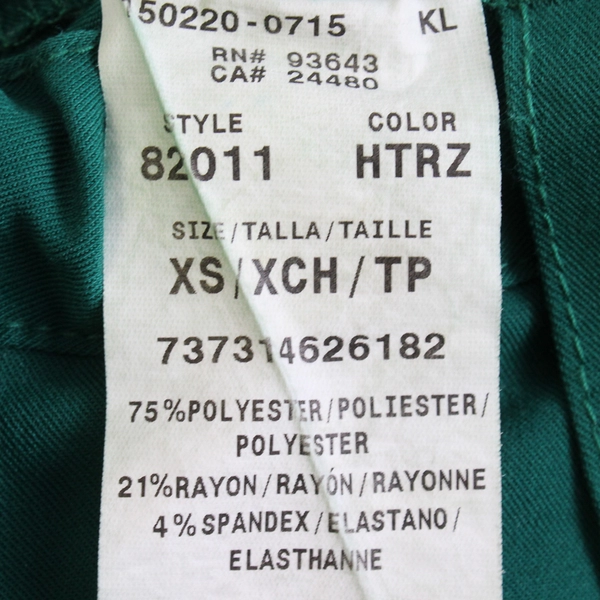 50220-0715 KL
RN# 93643
CA# 24480
STYLE COLOR
82011 HTRZ
SIZE/TALLA/TAILLE
XS/XCH/TP
737314626182
75%POLYESTER/POLIESTER/
POLYESTER
21%RAYON/RAYÓN/RAYONNE
4%SPANDEX/ELASTANO/
ELASTHANNE